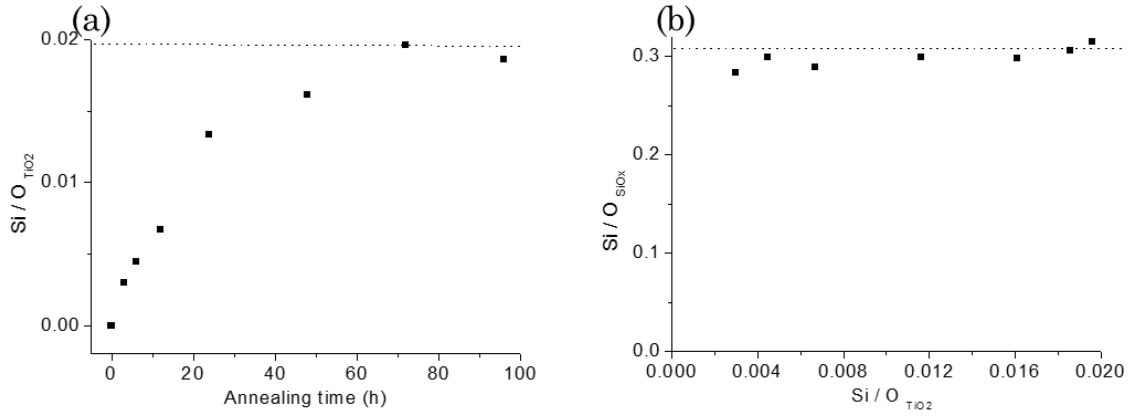 (a)
0.02
0.01
0.00
Si / O TiO2
0 20 40 60 80 100
Annealing time (h)
(b)
0.3
0.2
0.1
0.0
Si / O SiOx
0.000 0.004 0.008 0.012 0.016 0.020
Si / O TiO2